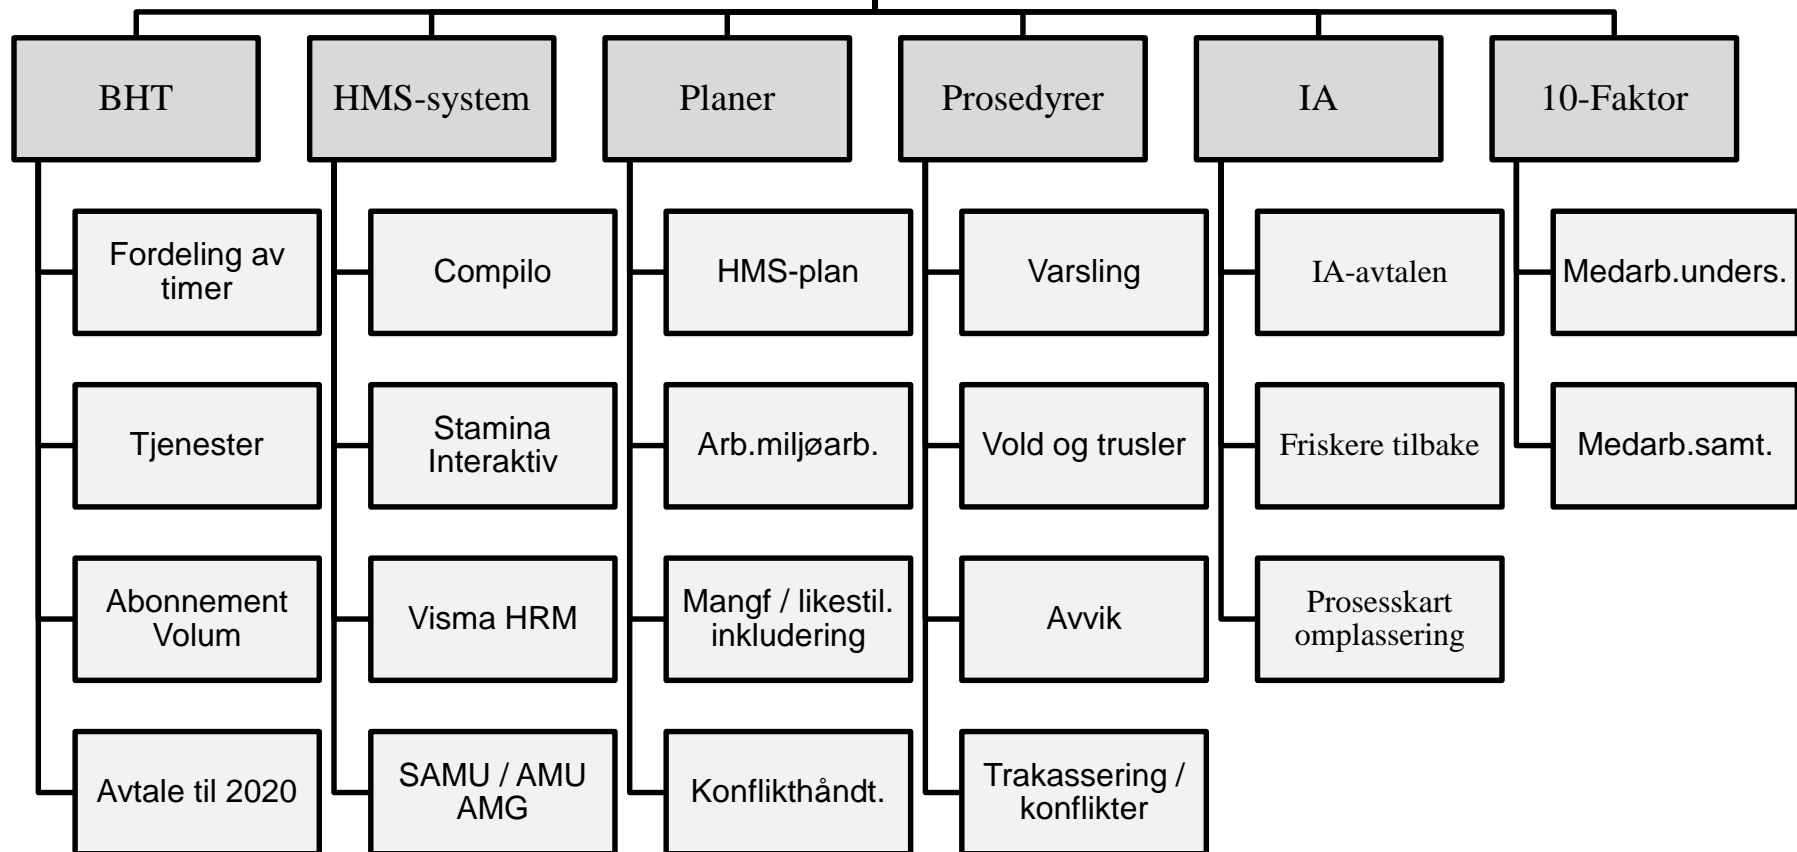 BHT
HMS-system
Planer
Prosedyrer
IA
10-Faktor
Fordeling av
timer
Tjenester
Abonnement
Volum
Avtale til 2020
Compilo
Stamina
Interaktiv
Visma HRM
SAMU / AMU
AMG
HMS-plan
Arb.miljøarb.
Mangf / likestil.
inkludering
Konflikthåndt.
Varsling
Vold og trusler
Avvik
Trakassering /
konflikter
IA-avtalen
Friskere tilbake
Prosesskart
omplassering
Medarb.unders.
Medarb.samt.